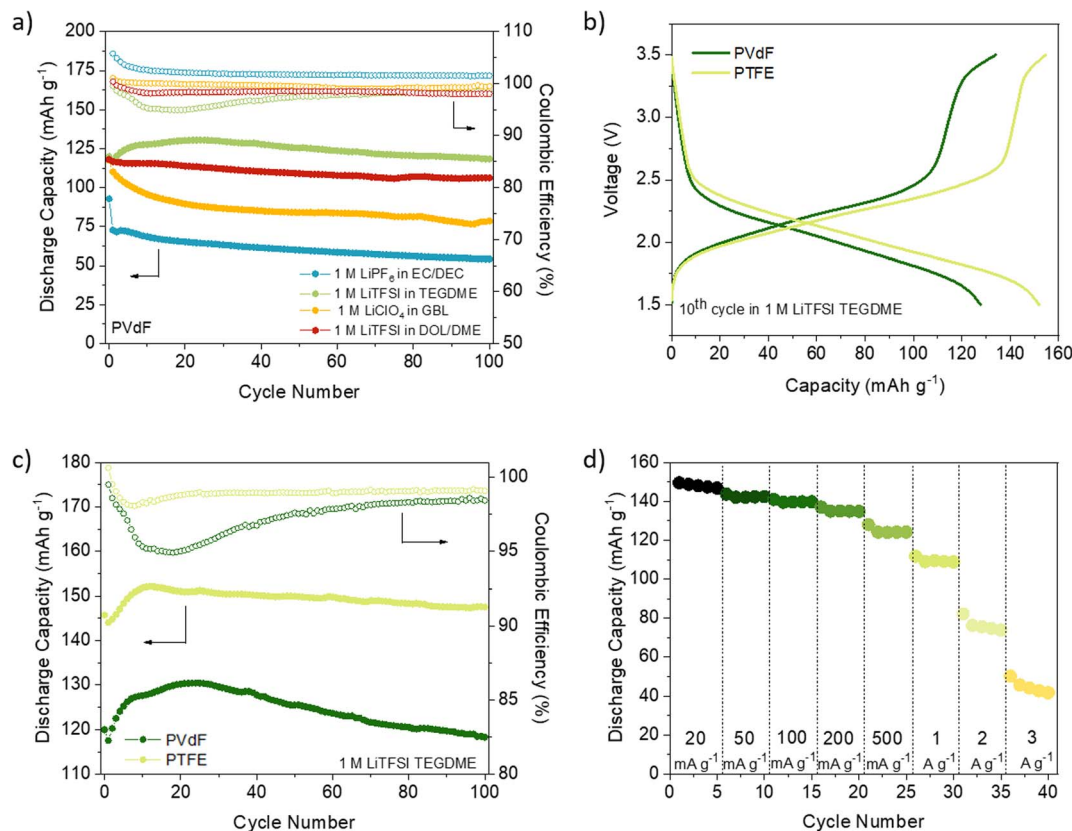 a)
200
175
150
125
100
75
50
25
0
Discharge Capacity (mAh g⁻¹)
110
100
90
80
70
60
50
Coulombic Efficiency (%)
1 M LiPF₆ in EC/DEC
1 M LiTFSI in TEGDME
1 M LiClO₄ in GBL
1 M LiTFSI in DOL/DME
PVdF
0 20 40 60 80 100
Cycle Number
b)
PVdF
PTFE
3.5
3.0
2.5
2.0
1.5
Voltage (V)
10th cycle in 1 M LiTFSI TEGDME
0 20 40 60 80 100 120 140 160
Capacity (mAh g⁻¹)
c)
180
170
160
150
140
130
120
110
Discharge Capacity (mAh g⁻¹)
100
95
90
85
80
Coulombic Efficiency (%)
PVdF
PTFE
1 M LiTFSI TEGDME
0 20 40 60 80 100
Cycle Number
d)
160
140
120
100
80
60
40
20
0
Discharge Capacity (mAh g⁻¹)
20 50 100 200 500 1 2 3
mA g⁻¹ mA g⁻¹ mA g⁻¹ mA g⁻¹ mA g⁻¹ A g⁻¹ A g⁻¹ A g⁻¹
0 5 10 15 20 25 30 35 40
Cycle Number